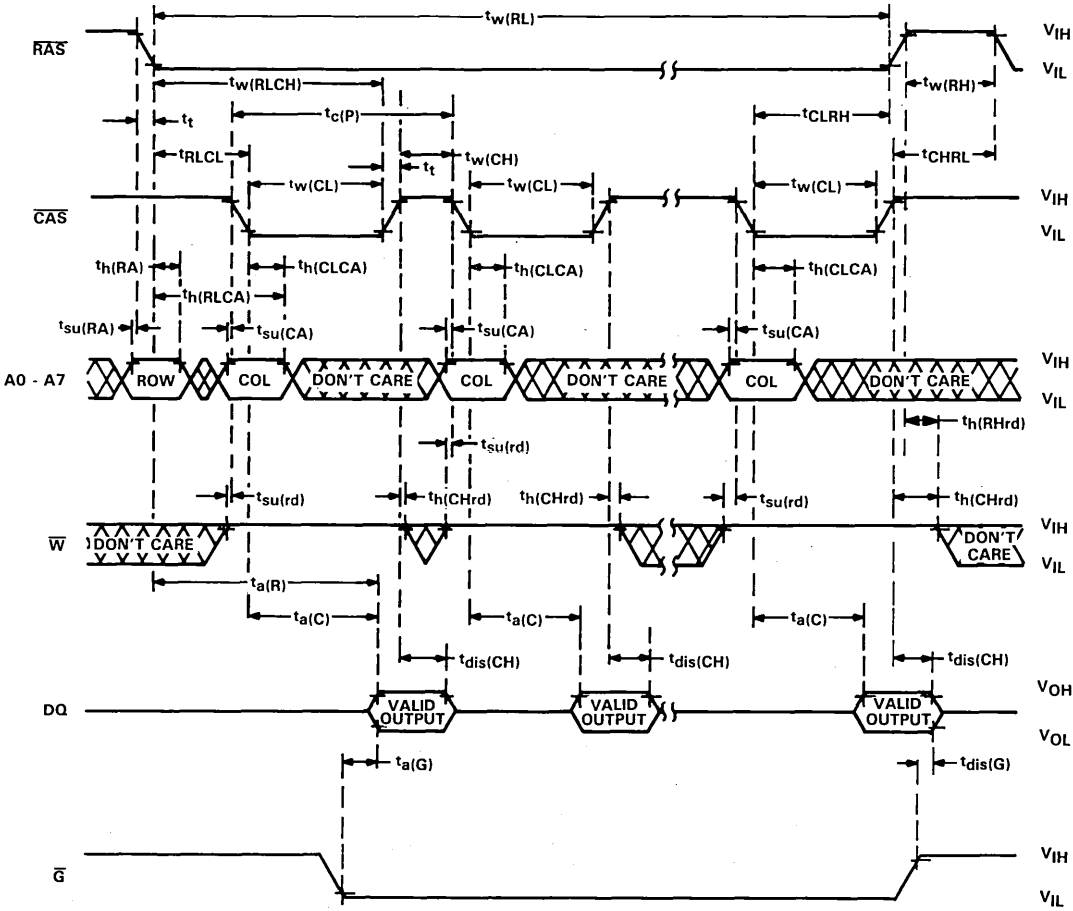 tw(RL)
RAS
VIH
VIL
tw(RLCH)
tw(RH)
tc(P)
tCLRH
tt
tw(CH)
tRLCL
tt
tCHRL
tw(CL)
tw(CL)
tw(CL)
CAS
VIH
VIL
th(RA)
th(CLCA)
th(CLCA)
th(CLCA)
th(RLCA)
tsu(RA)
tsu(CA)
tsu(CA)
tsu(CA)
A0 - A7
ROW
COL
DON'T CARE
COL
DON'T CARE
COL
DON'T CARE
VIH
VIL
th(RHrd)
tsu(rd)
tsu(rd)
th(CHrd)
th(CHrd)
tsu(rd)
th(CHrd)
W
DON'T CARE
DON'T
CARE
VIH
VIL
ta(R)
ta(C)
ta(C)
ta(C)
tdis(CH)
tdis(CH)
tdis(CH)
DQ
VALID
OUTPUT
VALID
OUTPUT
VALID
OUTPUT
VOH
VOL
ta(G)
tdis(G)
G
VIH
VIL